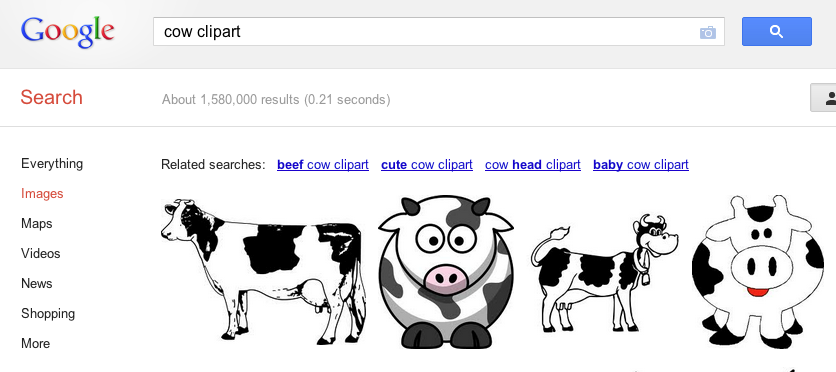 Google
cow clipart
Search
About 1,580,000 results (0.21 seconds)
Everything
Images
Maps
Videos
News
Shopping
More
Related searches: beef cow clipart cute cow clipart cow head clipart baby cow clipart